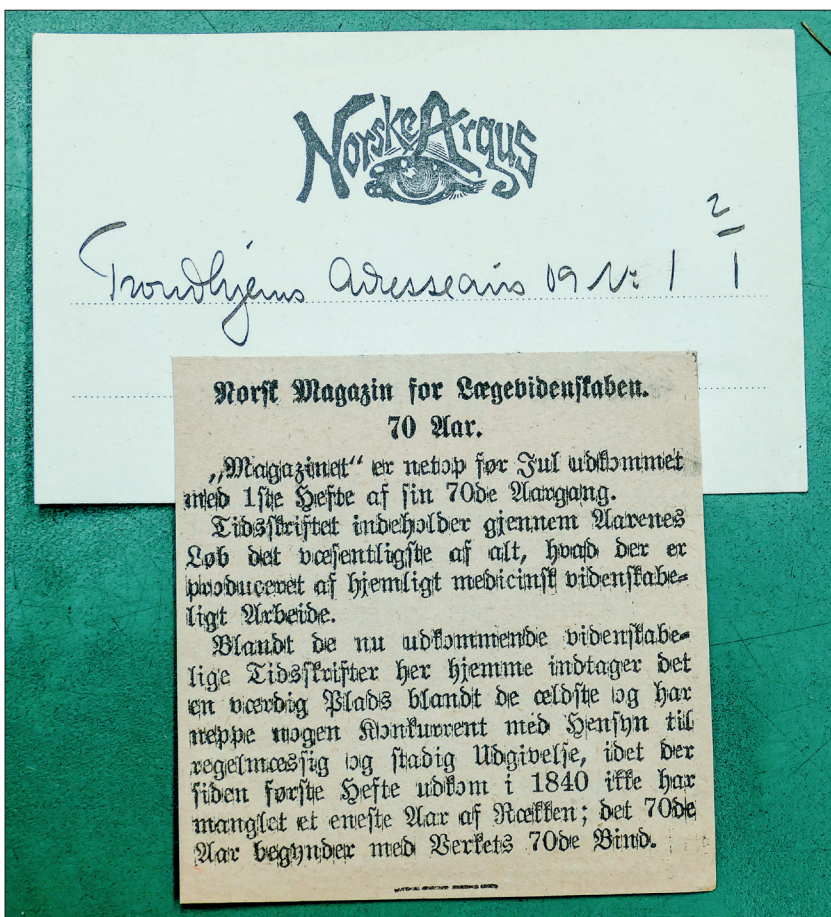 Norske Argus
Trondhjems Adresseavis 09 Nr 1 2/1
Norsk Magazin for Lægevidenskaben.
70 Aar.
„Magazinet“ er netop før Jul udkommet
med 1ste Hefte af sin 70de Aargang.
Tidsskriftet indeholder gjennem Aarenes
Løb det væsentligste af alt, hvad der er
produceret af hjemligt medicinsk videnskabe-
ligt Arbeide.
Blandt de nu udkommende videnskabe-
lige Tidsskrifter her hjemme indtager det
en værdig Plads blandt de ældste og har
neppe nogen Konkurrent med Hensyn til
regelmæssig og stadig Udgivelse, idet der
siden første Hefte udkom i 1840 ikke har
manglet et eneste Aar af Rækken; det 70de
Aar begynder med Verkets 70de Bind.